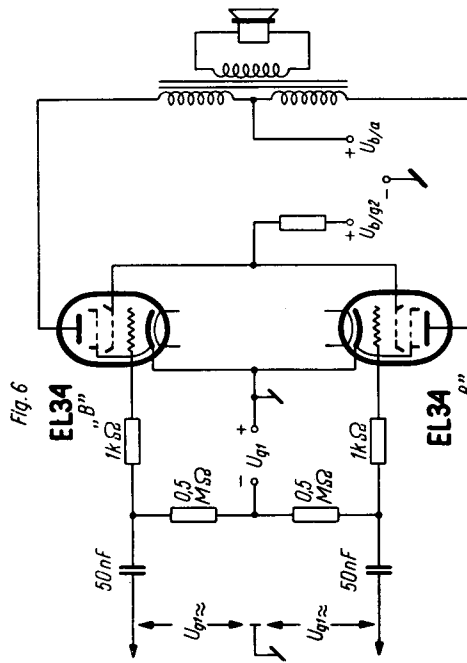 Fig. 6
EL34
"B"
1kΩ
0,5
MΩ
50nF
Ug1≈
Ug1≈
− Ug1 +
0,5
MΩ
50nF
1kΩ
EL34
"B"
+ Ub/g2
−
+ Ub/a